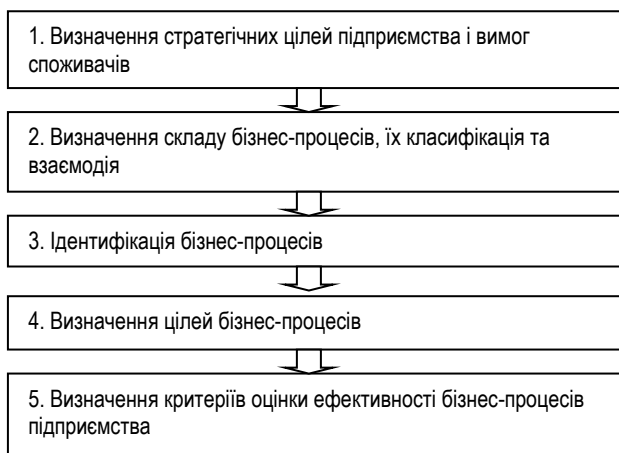 1. Визначення стратегічних цілей підприємства і вимог
споживачів
2. Визначення складу бізнес-процесів, їх класифікація та
взаємодія
3. Ідентифікація бізнес-процесів
4. Визначення цілей бізнес-процесів
5. Визначення критеріїв оцінки ефективності бізнес-процесів
підприємства